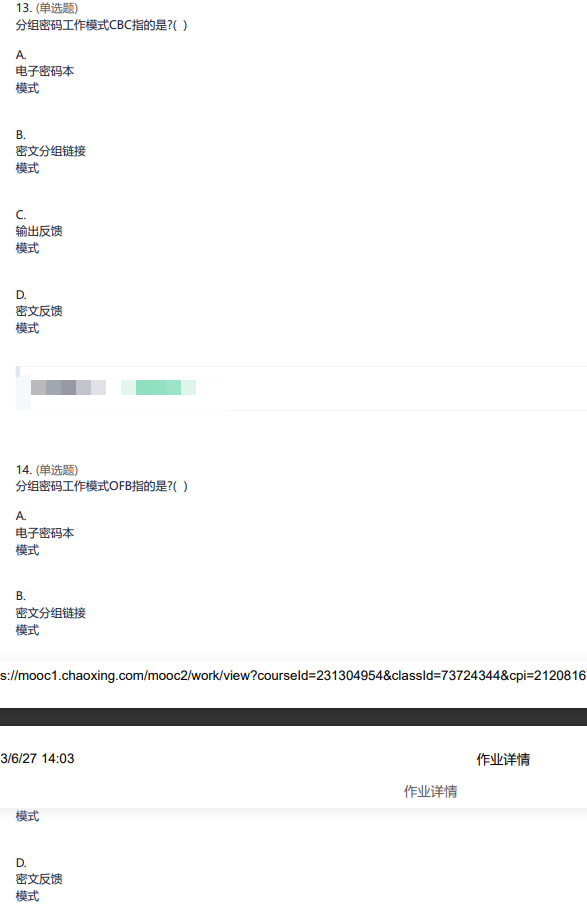 13. (单选题)
分组密码工作模式CBC指的是?( )
A.
电子密码本
模式
B.
密文分组链接
模式
C.
输出反馈
模式
D.
密文反馈
模式
14. (单选题)
分组密码工作模式OFB指的是?( )
A.
电子密码本
模式
B.
密文分组链接
模式
s://mooc1.chaoxing.com/mooc2/work/view?courseId=231304954&classId=73724344&cpi=2120816
3/6/27 14:03
作业详情
作业详情
模式
D.
密文反馈
模式